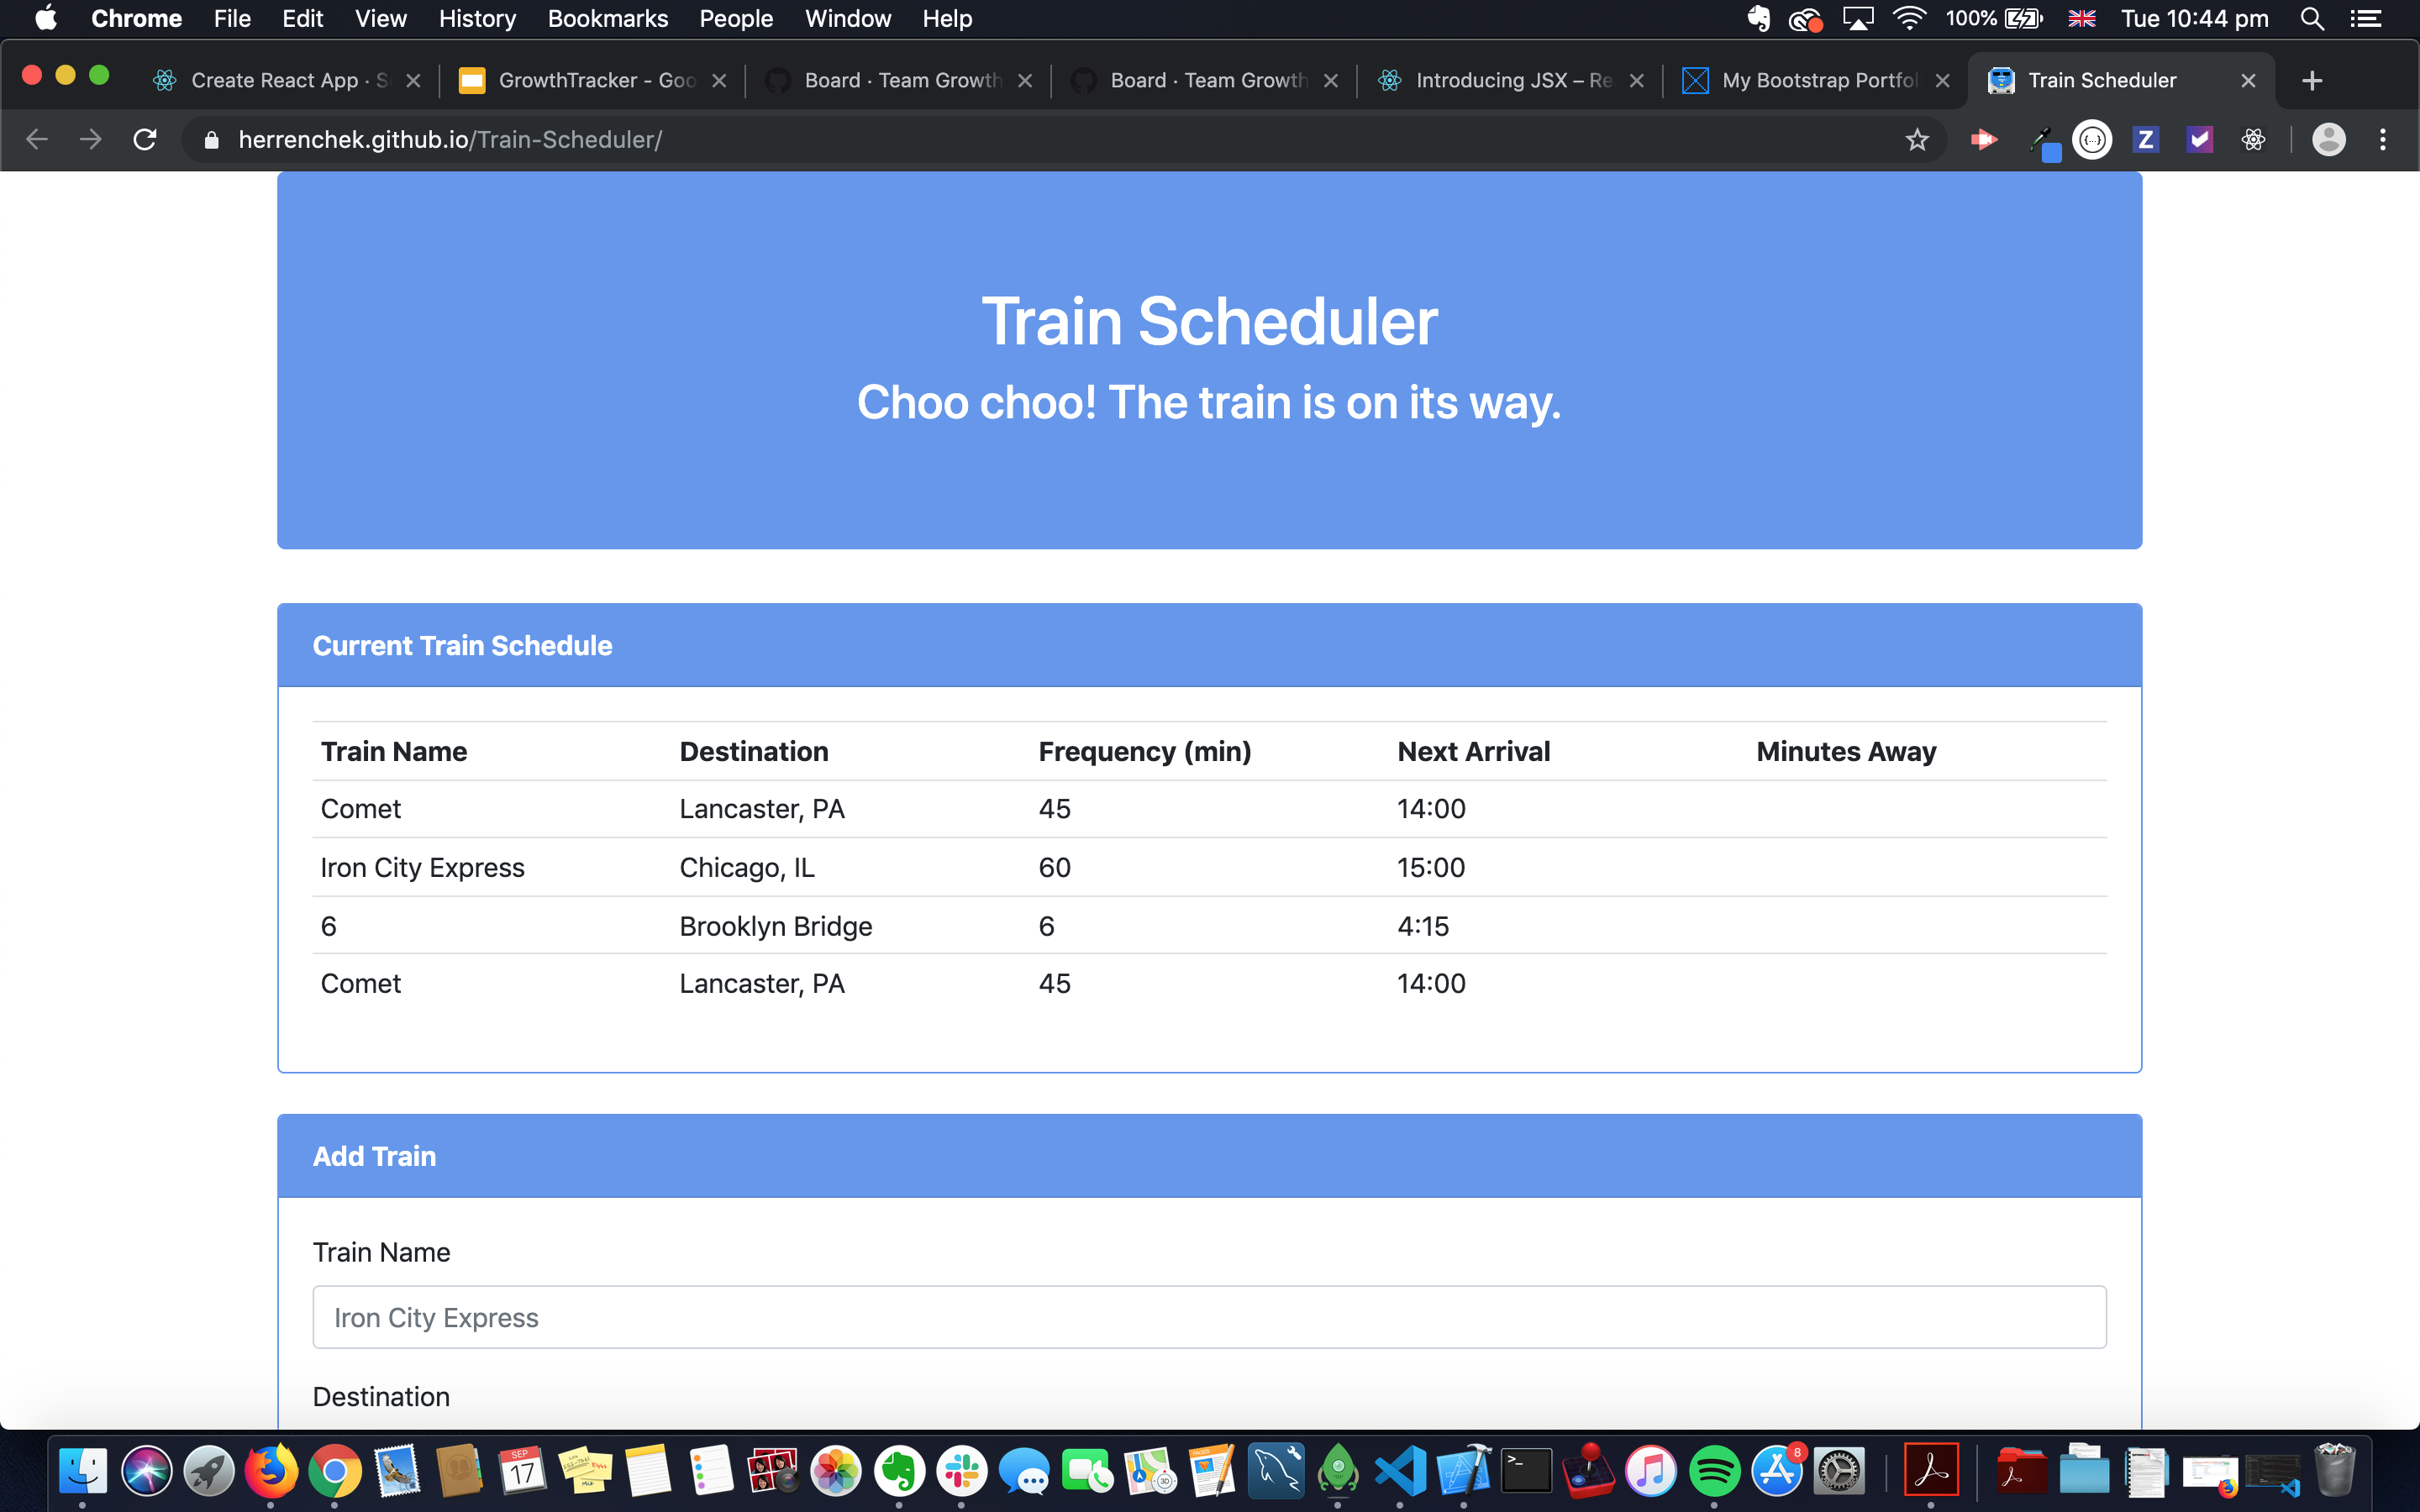 Chrome File Edit View History Bookmarks People Window Help 100% Tue 10:44 pm
Create React App · S GrowthTracker - Goo Board · Team Growth Board · Team Growth Introducing JSX – Re My Bootstrap Portfol Train Scheduler
herrenchek.github.io/Train-Scheduler/
Train Scheduler
Choo choo! The train is on its way.
Current Train Schedule
Train Name Destination Frequency (min) Next Arrival Minutes Away
Comet Lancaster, PA 45 14:00
Iron City Express Chicago, IL 60 15:00
6 Brooklyn Bridge 6 4:15
Comet Lancaster, PA 45 14:00
Add Train
Train Name
Iron City Express
Destination
SEP
17
8